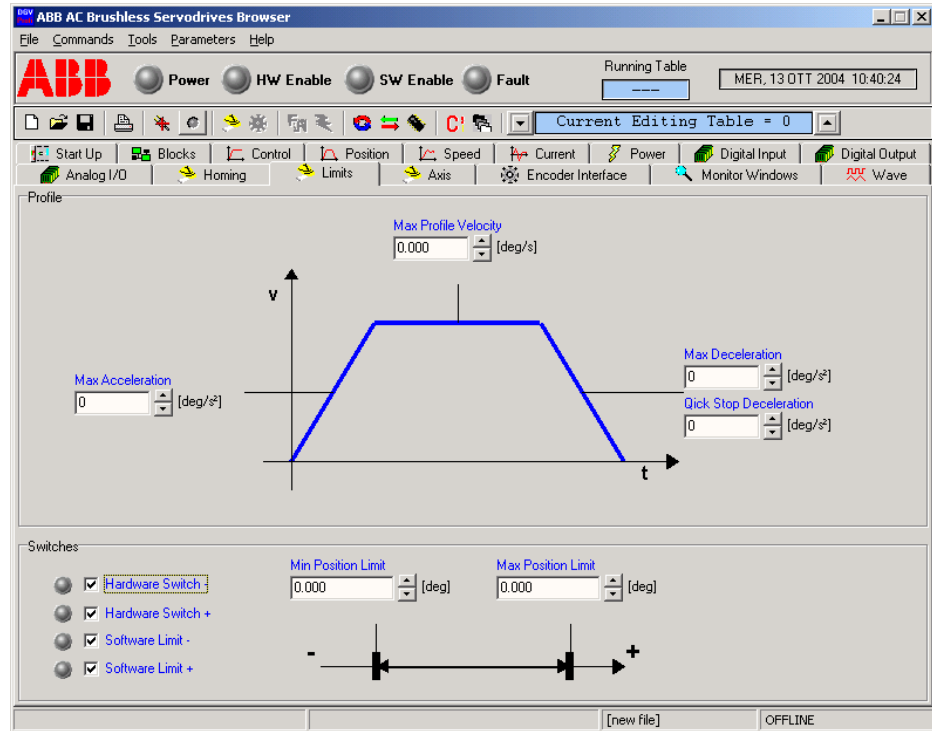 DGV
ABB AC Brushless Servodrives Browser
File Commands Tools Parameters Help
ABB
Power HW Enable SW Enable Fault
Running Table
---
MER, 13 OTT 2004 10:40:24
C!
Current Editing Table = 0
Start Up Blocks Control Position Speed Current Power Digital Input Digital Output
Analog I/O Homing Limits Axis Encoder Interface Monitor Windows Wave
Profile
Max Profile Velocity
0.000 [deg/s]
v
Max Acceleration
0 [deg/s²]
Max Deceleration
0 [deg/s²]
Qick Stop Deceleration
0 [deg/s²]
t
Switches
Hardware Switch -
Hardware Switch +
Software Limit -
Software Limit +
Min Position Limit
0.000 [deg]
Max Position Limit
0.000 [deg]
- +
[new file] OFFLINE